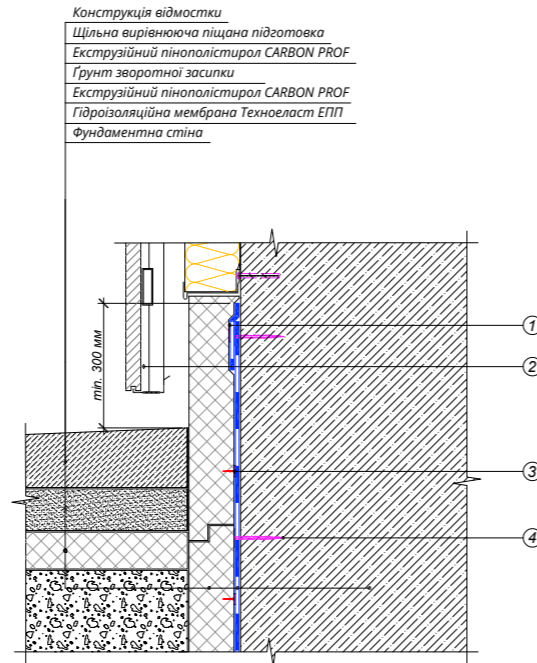 Конструкція відмостки
Щільна вирівнююча піщана підготовка
Екструзійний пінополістирол CARBON PROF
Ґрунт зворотної засипки
Екструзійний пінополістирол CARBON PROF
Гідроізоляційна мембрана Техноеласт ЕПП
Фундаментна стіна
1
min. 300 мм
2
3
4